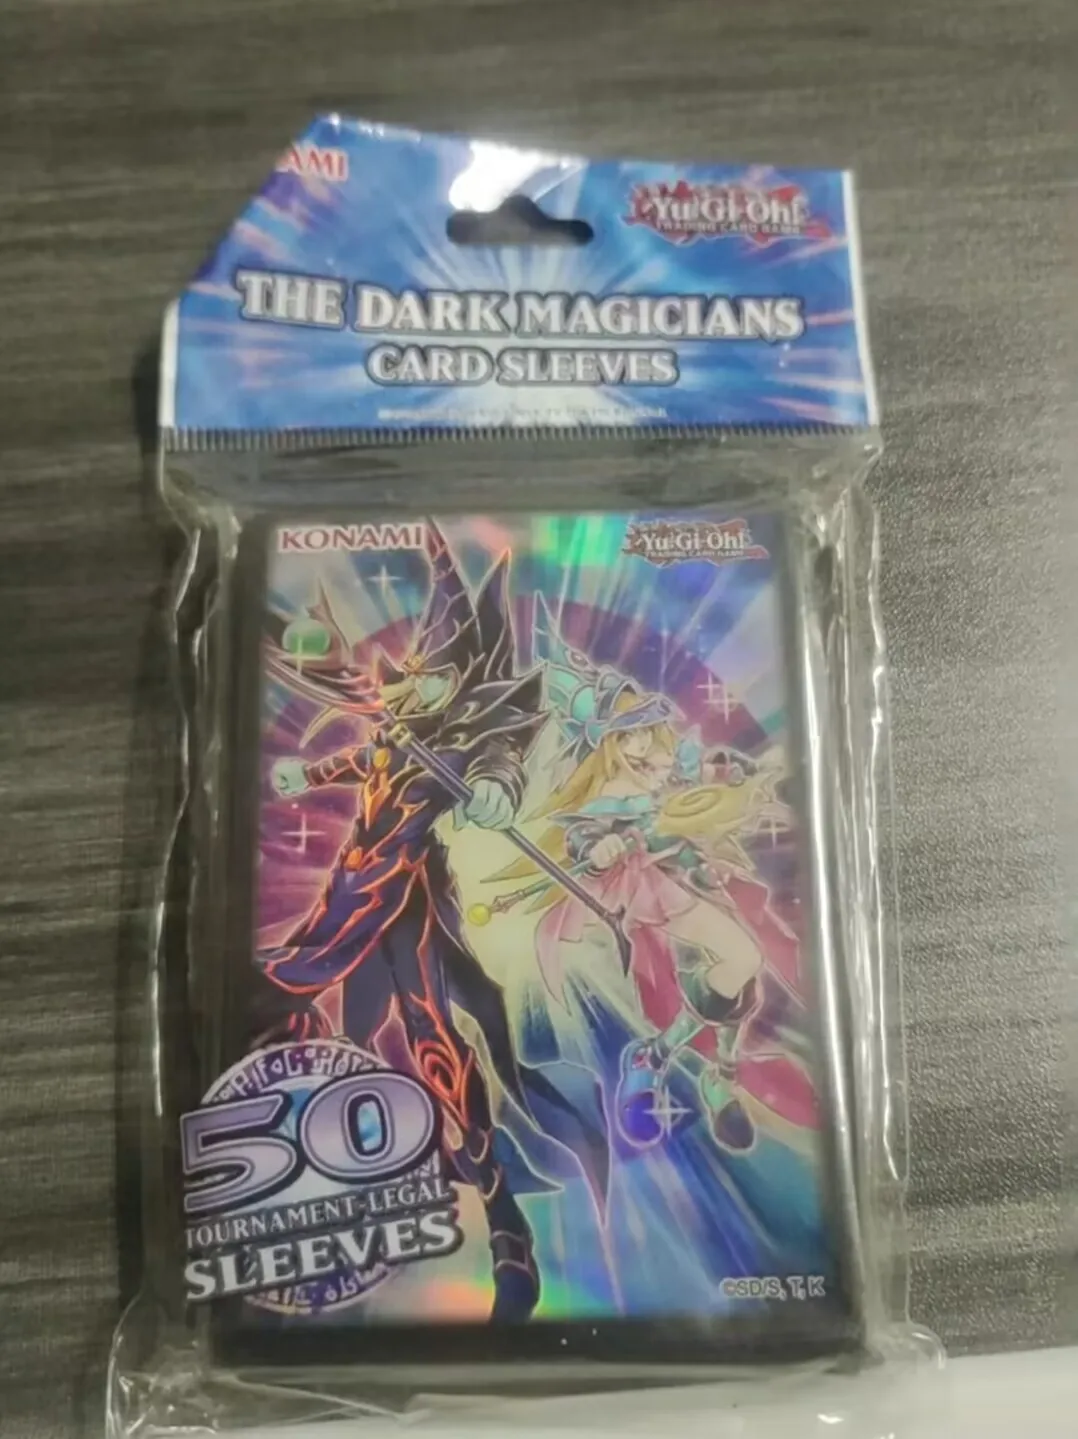 AMI
Yu-Gi-Oh!
TRADING CARD GAME
THE DARK MAGICIANS
CARD SLEEVES
KONAMI
Yu-Gi-Oh!
TRADING CARD GAME
50
TOURNAMENT-LEGAL
SLEEVES
©SD/S, T, K